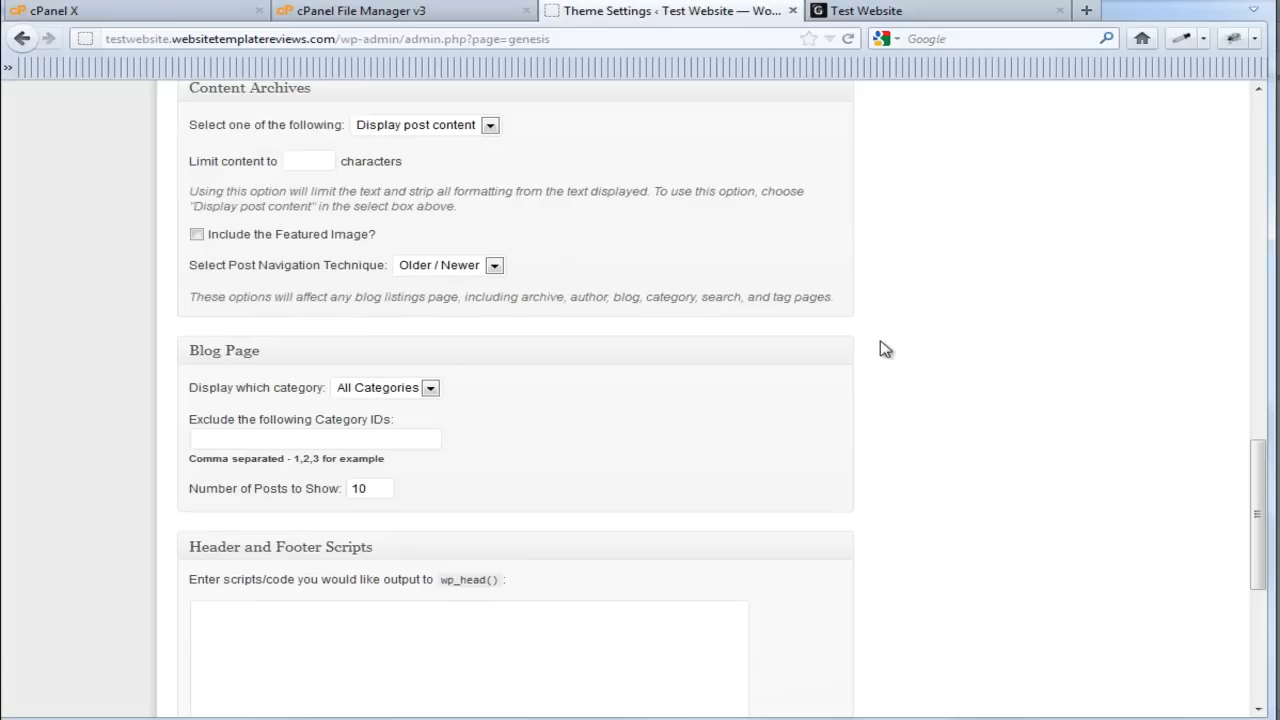 cPanel X
cPanel File Manager v3
Theme Settings ‹ Test Website — Wo...
Test Website
testwebsite.websitetemplatereviews.com/wp-admin/admin.php?page=genesis
Google
Content Archives
Select one of the following: Display post content
Limit content to characters
Using this option will limit the text and strip all formatting from the text displayed. To use this option, choose
"Display post content" in the select box above.
Include the Featured Image?
Select Post Navigation Technique: Older / Newer
These options will affect any blog listings page, including archive, author, blog, category, search, and tag pages.
Blog Page
Display which category: All Categories
Exclude the following Category IDs:
Comma separated - 1,2,3 for example
Number of Posts to Show: 10
Header and Footer Scripts
Enter scripts/code you would like output to wp_head() :